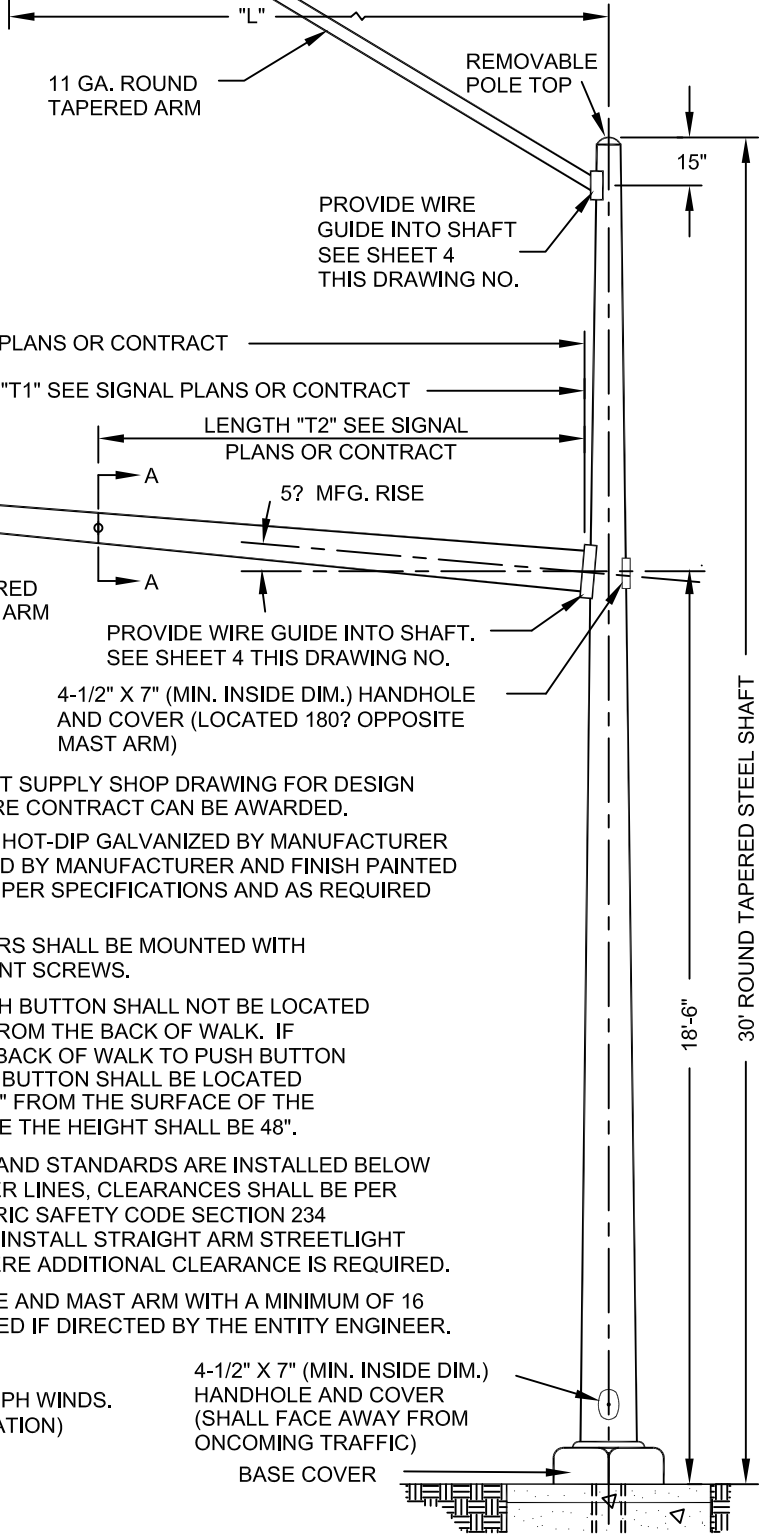 "L"
REMOVABLE
POLE TOP
11 GA. ROUND
TAPERED ARM
15"
PROVIDE WIRE
GUIDE INTO SHAFT
SEE SHEET 4
THIS DRAWING NO.
PLANS OR CONTRACT
"T1" SEE SIGNAL PLANS OR CONTRACT
LENGTH "T2" SEE SIGNAL
PLANS OR CONTRACT
A
5? MFG. RISE
A
RED
ARM
PROVIDE WIRE GUIDE INTO SHAFT.
SEE SHEET 4 THIS DRAWING NO.
4-1/2" X 7" (MIN. INSIDE DIM.) HANDHOLE
AND COVER (LOCATED 180? OPPOSITE
MAST ARM)
T SUPPLY SHOP DRAWING FOR DESIGN
RE CONTRACT CAN BE AWARDED.
HOT-DIP GALVANIZED BY MANUFACTURER
D BY MANUFACTURER AND FINISH PAINTED
PER SPECIFICATIONS AND AS REQUIRED
RS SHALL BE MOUNTED WITH
NT SCREWS.
H BUTTON SHALL NOT BE LOCATED
FROM THE BACK OF WALK. IF
BACK OF WALK TO PUSH BUTTON
BUTTON SHALL BE LOCATED
" FROM THE SURFACE OF THE
E THE HEIGHT SHALL BE 48".
AND STANDARDS ARE INSTALLED BELOW
ER LINES, CLEARANCES SHALL BE PER
RIC SAFETY CODE SECTION 234
INSTALL STRAIGHT ARM STREETLIGHT
ARE ADDITIONAL CLEARANCE IS REQUIRED.
E AND MAST ARM WITH A MINIMUM OF 16
ED IF DIRECTED BY THE ENTITY ENGINEER.
PH WINDS.
ATION)
4-1/2" X 7" (MIN. INSIDE DIM.)
HANDHOLE AND COVER
(SHALL FACE AWAY FROM
ONCOMING TRAFFIC)
BASE COVER
18'-6"
30' ROUND TAPERED STEEL SHAFT